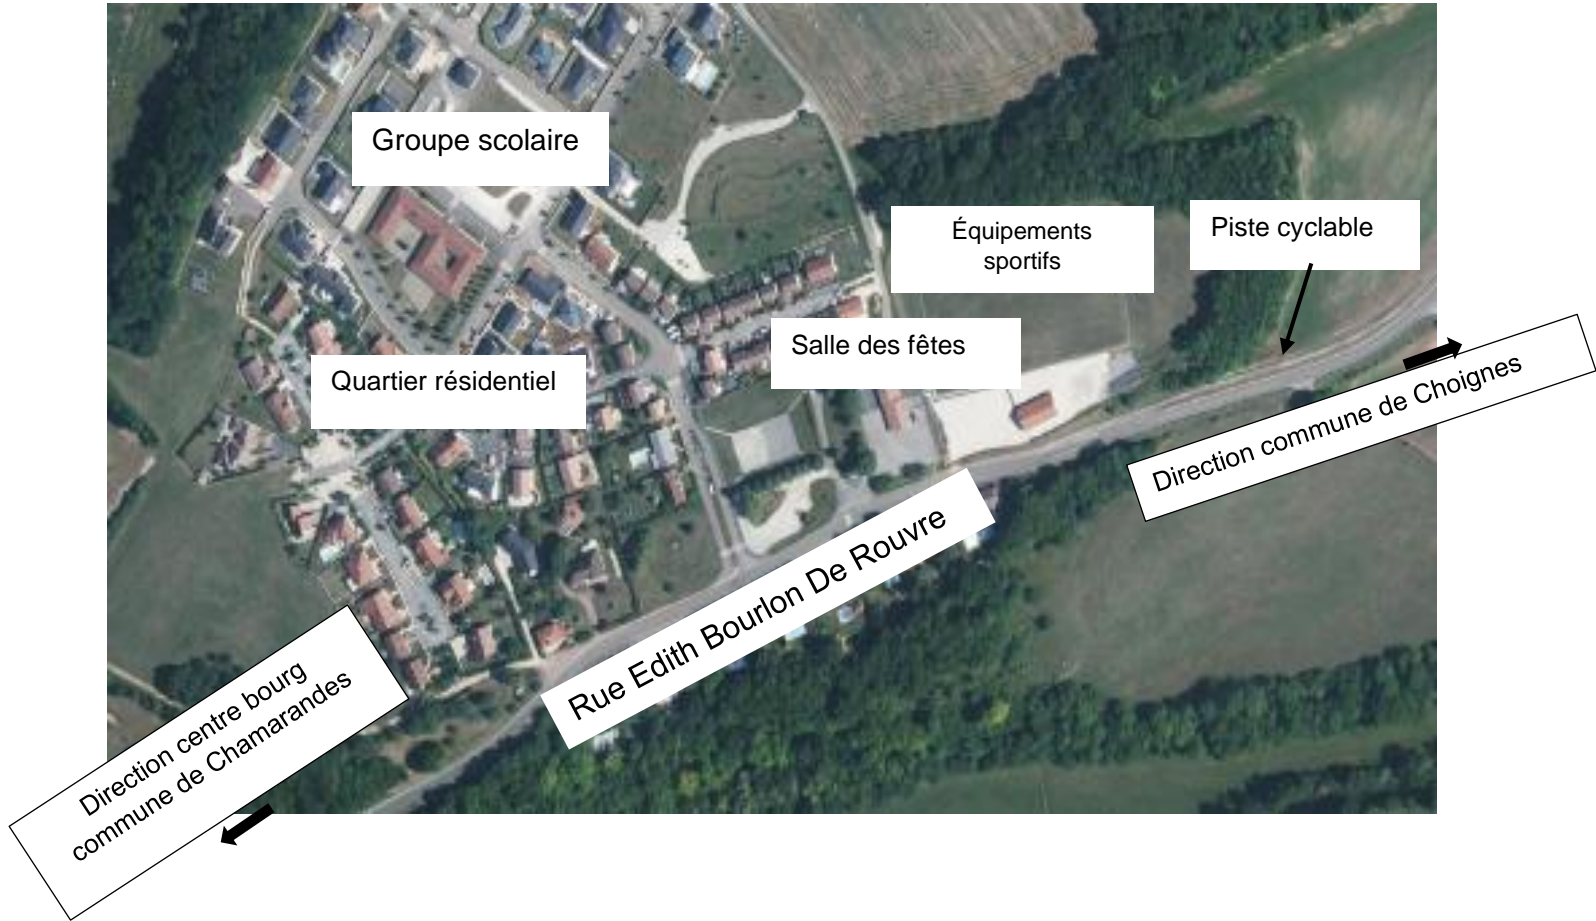 Groupe scolaire
Équipements
sportifs
Piste cyclable
Salle des fêtes
Quartier résidentiel
Direction commune de Choignes
Rue Edith Bourlon De Rouvre
Direction centre bourg
commune de Chamarandes